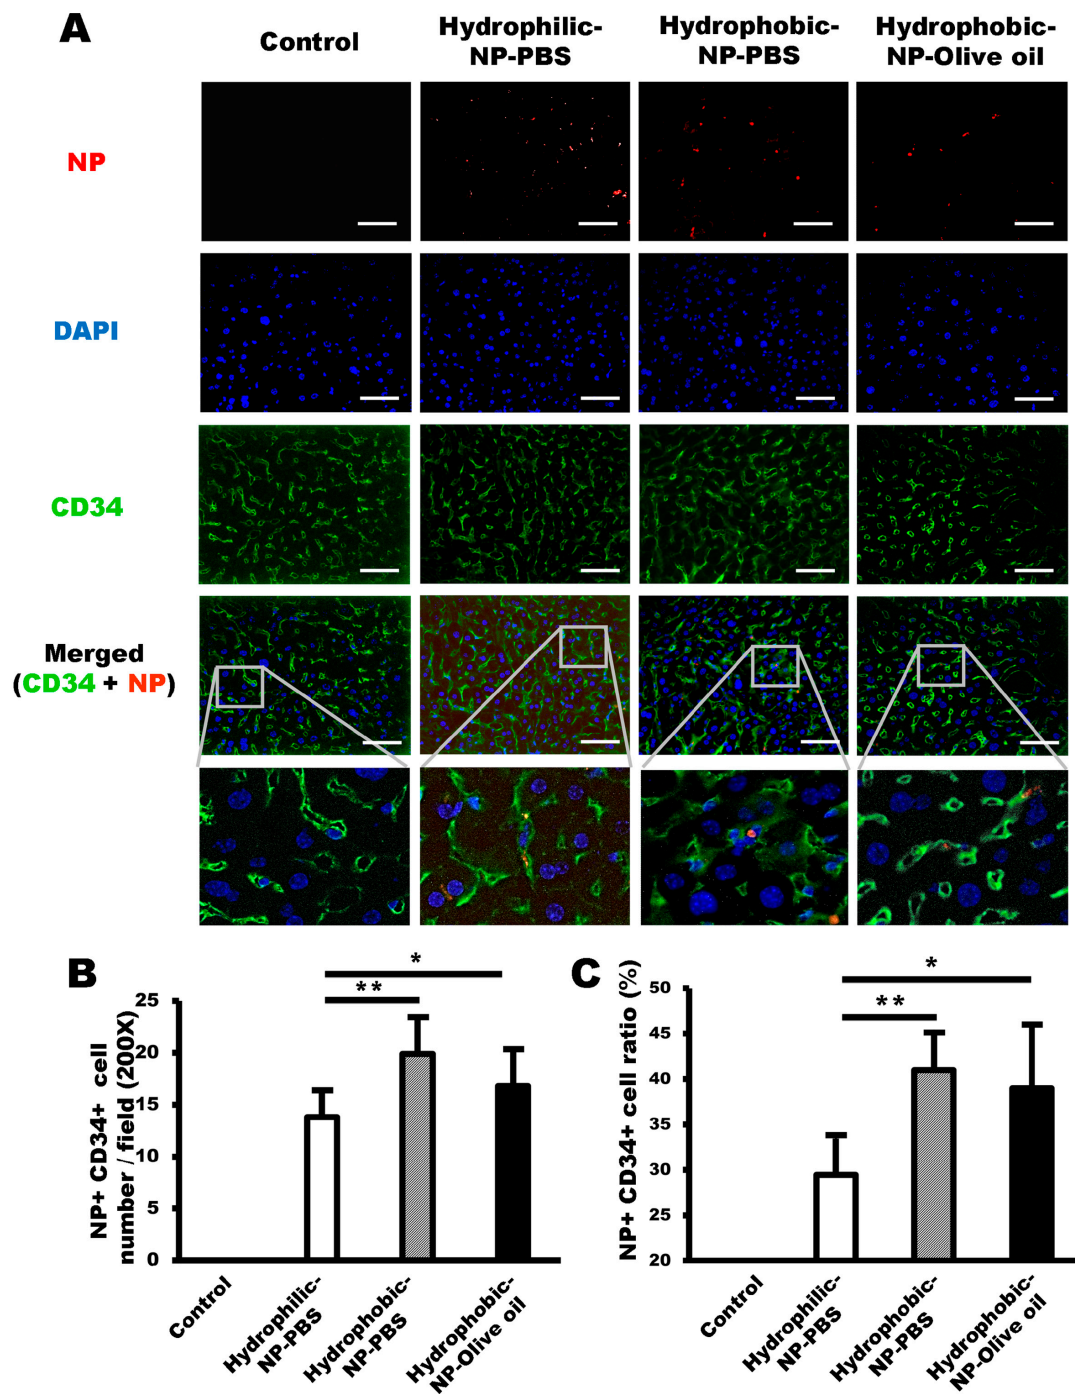 A
Control
Hydrophilic-
NP-PBS
Hydrophobic-
NP-PBS
Hydrophobic-
NP-Olive oil
NP
DAPI
CD34
Merged
(CD34 + NP)
B
NP+ CD34+ cell
number / field (200X)
25
20
15
10
5
0
*
**
Control
Hydrophilic-
NP-PBS
Hydrophobic-
NP-PBS
Hydrophobic-
NP-Olive oil
C
NP+ CD34+ cell ratio (%)
50
45
40
35
30
25
20
*
**
Control
Hydrophilic-
NP-PBS
Hydrophobic-
NP-PBS
Hydrophobic-
NP-Olive oil